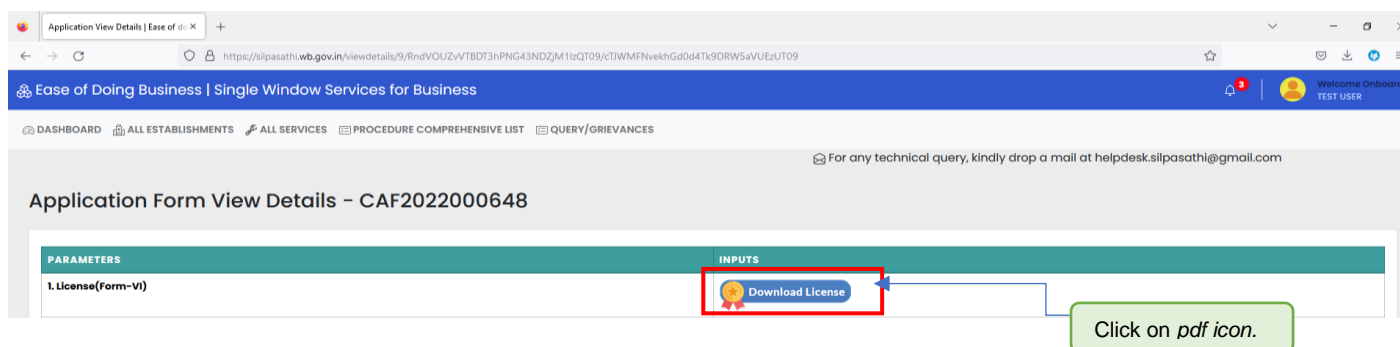 Application View Details | Ease of do
https://silpasathi.wb.gov.in/viewdetails/9/RndVOUZvVTBDT3hPNG43NDZjM1IzQT09/cTJWMFNvekhGd0d4Tk9DRW5aVUEzUT09
Ease of Doing Business | Single Window Services for Business
3
Welcome Onboard
TEST USER
DASHBOARD ALL ESTABLISHMENTS ALL SERVICES PROCEDURE COMPREHENSIVE LIST QUERY/GRIEVANCES
For any technical query, kindly drop a mail at helpdesk.silpasathi@gmail.com
Application Form View Details - CAF2022000648
PARAMETERS INPUTS
1. License(Form-VI) Download License
Click on pdf icon.